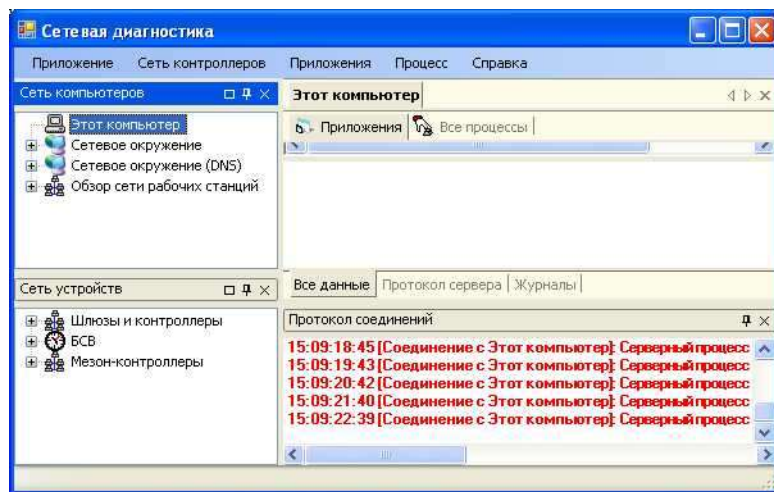 Сетевая диагностика
Приложение Сеть контроллеров Приложения Процесс Справка
Сеть компьютеров
Этот компьютер
Сетевое окружение
Сетевое окружение (DNS)
Обзор сети рабочих станций
Этот компьютер
Приложения Все процессы
Все данные Протокол сервера Журналы
Сеть устройств
Шлюзы и контроллеры
БСВ
Мезон-контроллеры
Протокол соединений
15:09:18:45 [Соединение с Этот компьютер]: Серверный процесс
15:09:19:43 [Соединение с Этот компьютер]: Серверный процесс
15:09:20:42 [Соединение с Этот компьютер]: Серверный процесс
15:09:21:40 [Соединение с Этот компьютер]: Серверный процесс
15:09:22:39 [Соединение с Этот компьютер]: Серверный процесс